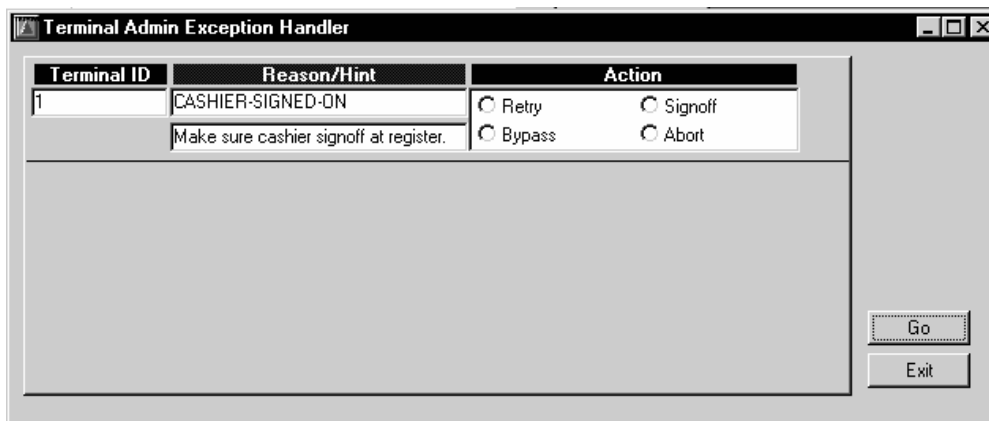 Terminal Admin Exception Handler
Terminal ID Reason/Hint Action
1 CASHIER-SIGNED-ON Retry Signoff
Make sure cashier signoff at register. Bypass Abort
Go
Exit